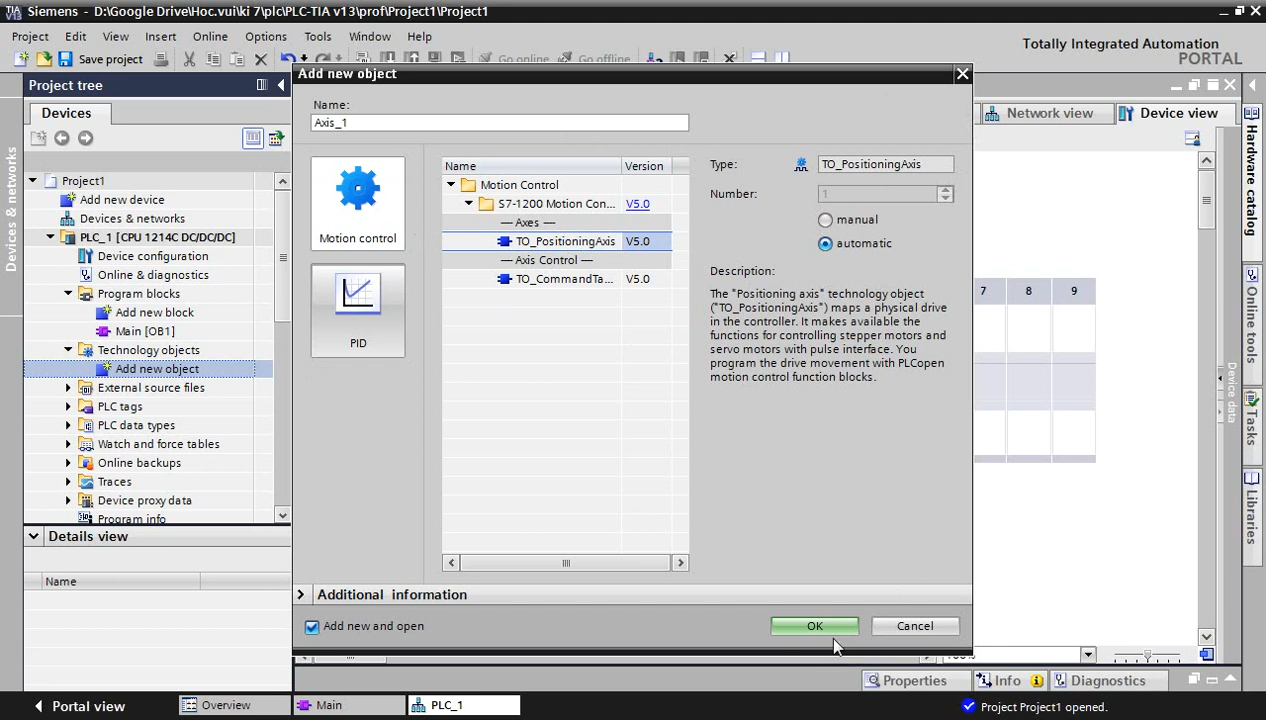 Siemens - D:\Google Drive\Hoc.vui\ki 7\plc\PLC-TIA v13\prof\Project1\Project1
Project Edit View Insert Online Options Tools Window Help
Save project
Go online
Go offline
Totally Integrated Automation
PORTAL
Devices & networks
Project tree
Devices
Project1
Add new device
Devices & networks
PLC_1 [CPU 1214C DC/DC/DC]
Device configuration
Online & diagnostics
Program blocks
Add new block
Main [OB1]
Technology objects
Add new object
External source files
PLC tags
PLC data types
Watch and force tables
Online backups
Traces
Device proxy data
Program info
Details view
Name
Add new object
Name:
Axis_1
Motion control
PID
Name Version
Motion Control
S7-1200 Motion Con... V5.0
— Axes —
TO_PositioningAxis V5.0
— Axis Control —
TO_CommandTa... V5.0
Type: TO_PositioningAxis
Number: 1
manual
automatic
Description:
The "Positioning axis" technology object
("TO_PositioningAxis") maps a physical drive
in the controller. It makes available the
functions for controlling stepper motors and
servo motors with pulse interface. You
program the drive movement with PLCopen
motion control function blocks.
Additional information
Add new and open
OK
Cancel
Network view
Device view
7 8 9
Device data
Hardware catalog
Online tools
Tasks
Libraries
Properties
Info
Diagnostics
Portal view
Overview
Main
PLC_1
Project Project1 opened.